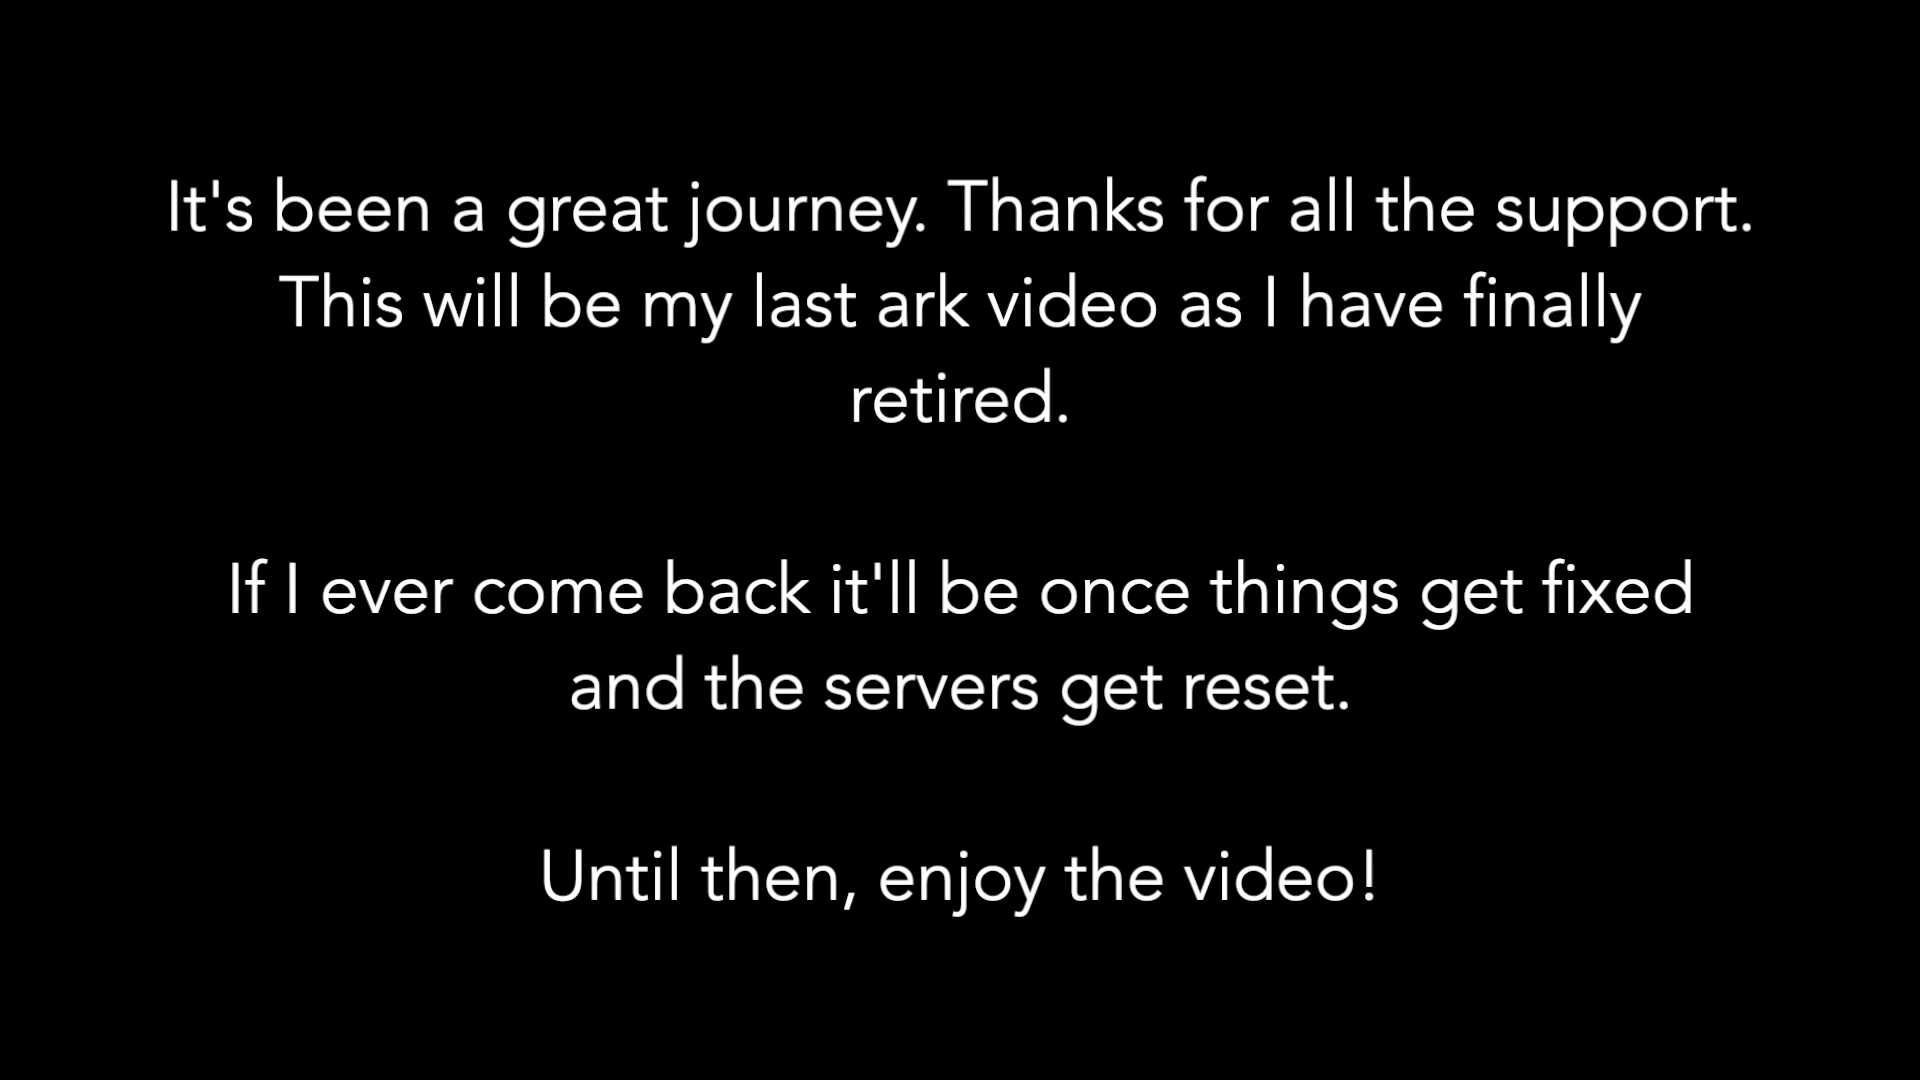 It's been a great journey. Thanks for all the support.
This will be my last ark video as I have finally
retired.
If I ever come back it'll be once things get fixed
and the servers get reset.
Until then, enjoy the video!